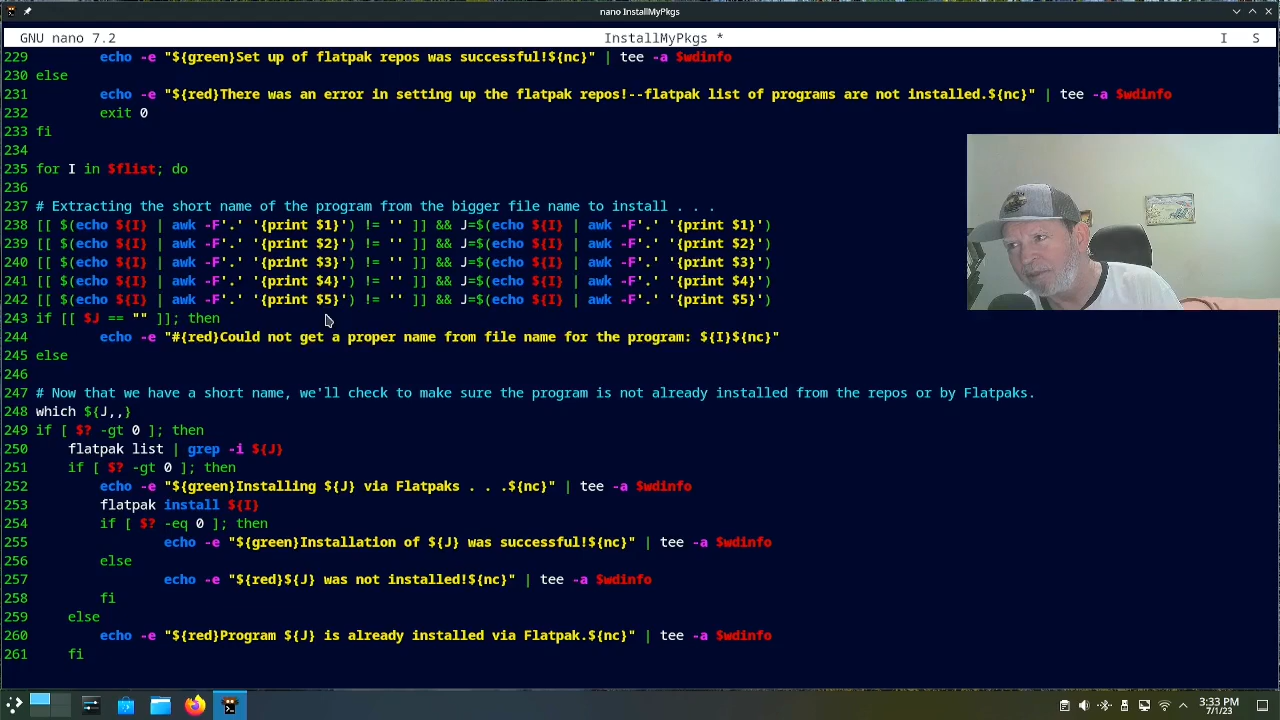 nano InstallMyPkgs
GNU nano 7.2 InstallMyPkgs * I S
229 echo -e "${green}Set up of flatpak repos was successful!${nc}" | tee -a $wdinfo
230 else
231 echo -e "${red}There was an error in setting up the flatpak repos!--flatpak list of programs are not installed.${nc}" | tee -a $wdinfo
232 exit 0
233 fi
234
235 for I in $flist; do
236
237 # Extracting the short name of the program from the bigger file name to install . . .
238 [[ $(echo ${I} | awk -F'.' '{print $1}') != '' ]] && J=$(echo ${I} | awk -F'.' '{print $1}')
239 [[ $(echo ${I} | awk -F'.' '{print $2}') != '' ]] && J=$(echo ${I} | awk -F'.' '{print $2}')
240 [[ $(echo ${I} | awk -F'.' '{print $3}') != '' ]] && J=$(echo ${I} | awk -F'.' '{print $3}')
241 [[ $(echo ${I} | awk -F'.' '{print $4}') != '' ]] && J=$(echo ${I} | awk -F'.' '{print $4}')
242 [[ $(echo ${I} | awk -F'.' '{print $5}') != '' ]] && J=$(echo ${I} | awk -F'.' '{print $5}')
243 if [[ $J == "" ]]; then
244 echo -e "#{red}Could not get a proper name from file name for the program: ${I}${nc}"
245 else
246
247 # Now that we have a short name, we'll check to make sure the program is not already installed from the repos or by Flatpaks.
248 which ${J,,}
249 if [ $? -gt 0 ]; then
250 flatpak list | grep -i ${J}
251 if [ $? -gt 0 ]; then
252 echo -e "${green}Installing ${J} via Flatpaks . . .${nc}" | tee -a $wdinfo
253 flatpak install ${I}
254 if [ $? -eq 0 ]; then
255 echo -e "${green}Installation of ${J} was successful!${nc}" | tee -a $wdinfo
256 else
257 echo -e "${red}${J} was not installed!${nc}" | tee -a $wdinfo
258 fi
259 else
260 echo -e "${red}Program ${J} is already installed via Flatpak.${nc}" | tee -a $wdinfo
261 fi
3:33 PM
7/1/23